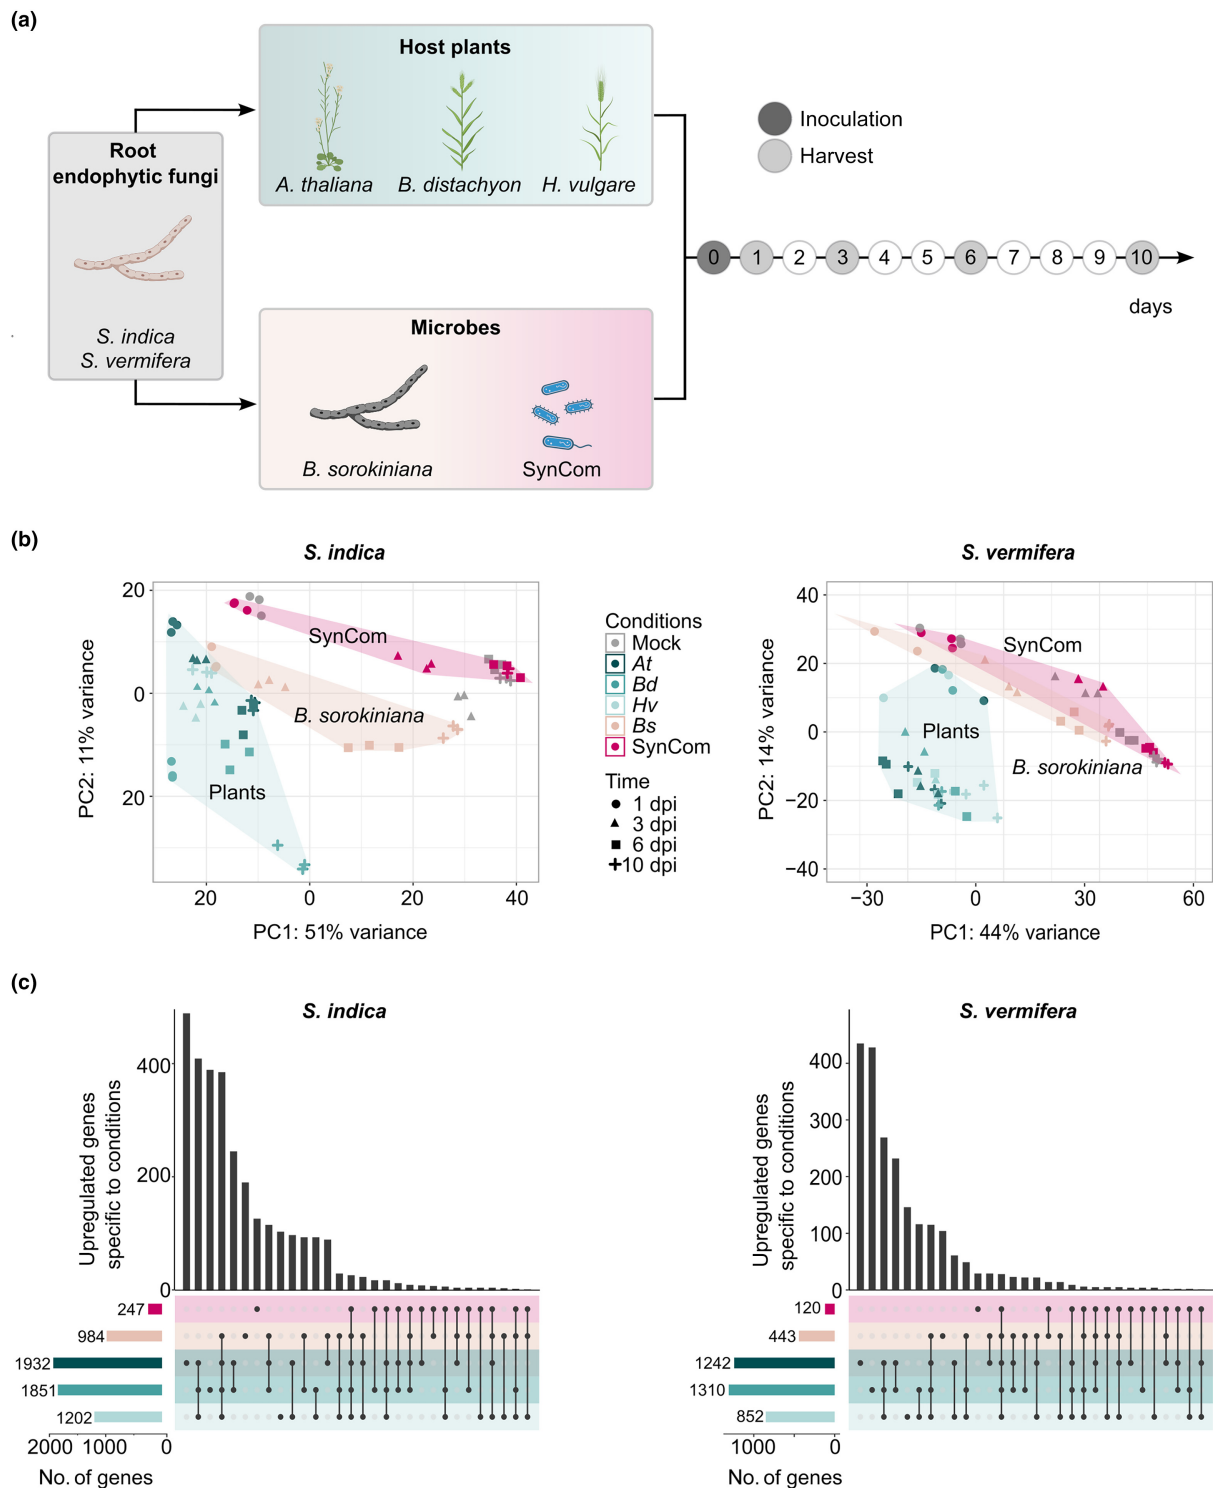 (a)
Host plants
Root
endophytic fungi
S. indica
S. vermifera
A. thaliana
B. distachyon
H. vulgare
Microbes
B. sorokiniana
SynCom
Inoculation
Harvest
0 1 2 3 4 5 6 7 8 9 10
days
(b)
S. indica
PC2: 11% variance
20
0
20
SynCom
B. sorokiniana
Plants
20 0 20 40
PC1: 51% variance
Conditions
Mock
At
Bd
Hv
Bs
SynCom
Time
1 dpi
3 dpi
6 dpi
10 dpi
S. vermifera
PC2: 14% variance
40
20
0
−20
−40
SynCom
Plants
B. sorokiniana
−30 0 30 60
PC1: 44% variance
(c)
S. indica
Upregulated genes
specific to conditions
400
200
0
247
984
1932
1851
1202
2000 1000 0
No. of genes
S. vermifera
Upregulated genes
specific to conditions
400
300
200
100
0
120
443
1242
1310
852
1000 0
No. of genes